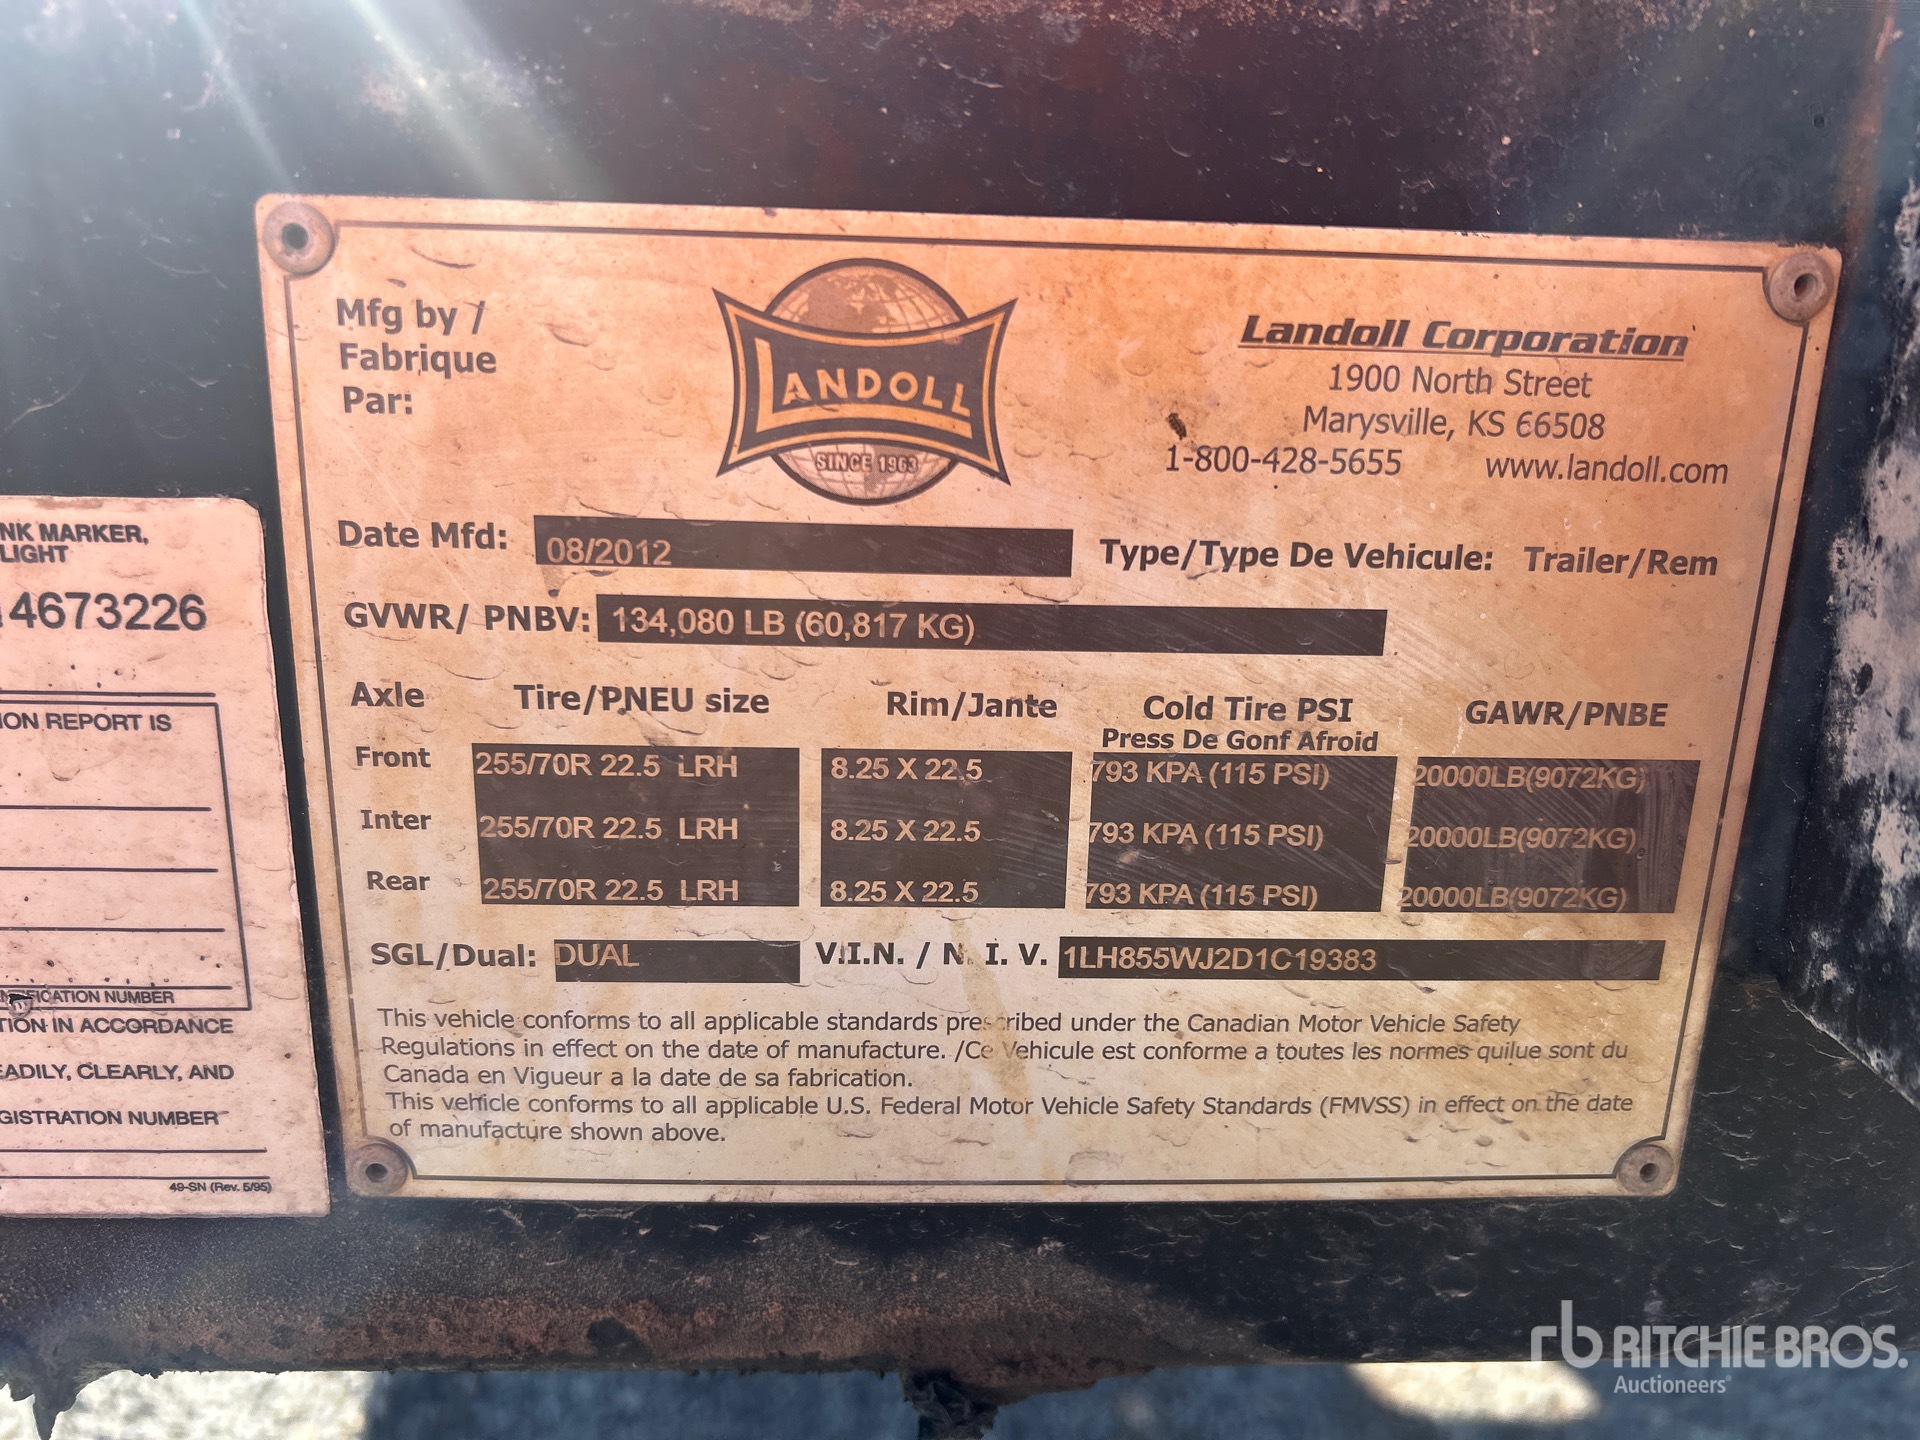 Mfg by /
Fabrique
Par:
LANDOLL
SINCE 1963
Landoll Corporation
1900 North Street
Marysville, KS 66508
1-800-428-5655 www.landoll.com
Date Mfd: 08/2012 Type/Type De Vehicule: Trailer/Rem
GVWR/ PNBV: 134,080 LB (60,817 KG)
Axle Tire/PNEU size Rim/Jante Cold Tire PSI GAWR/PNBE
Press De Gonf Afroid
Front 255/70R 22.5 LRH 8.25 X 22.5 793 KPA (115 PSI) 20000LB(9072KG)
Inter 255/70R 22.5 LRH 8.25 X 22.5 793 KPA (115 PSI) 20000LB(9072KG)
Rear 255/70R 22.5 LRH 8.25 X 22.5 793 KPA (115 PSI) 20000LB(9072KG)
SGL/Dual: DUAL V.I.N. / N. I. V. 1LH855WJ2D1C19383
This vehicle conforms to all applicable standards prescribed under the Canadian Motor Vehicle Safety
Regulations in effect on the date of manufacture. /Ce Vehicule est conforme a toutes les normes quilue sont du
Canada en Vigueur a la date de sa fabrication.
This vehicle conforms to all applicable U.S. Federal Motor Vehicle Safety Standards (FMVSS) in effect on the date
of manufacture shown above.
NK MARKER,
LIGHT
4673226
ION REPORT IS
FICATION NUMBER
TION IN ACCORDANCE
EADILY, CLEARLY, AND
GISTRATION NUMBER
49-SN (Rev. 5/95)
rb RITCHIE BROS.
Auctioneers